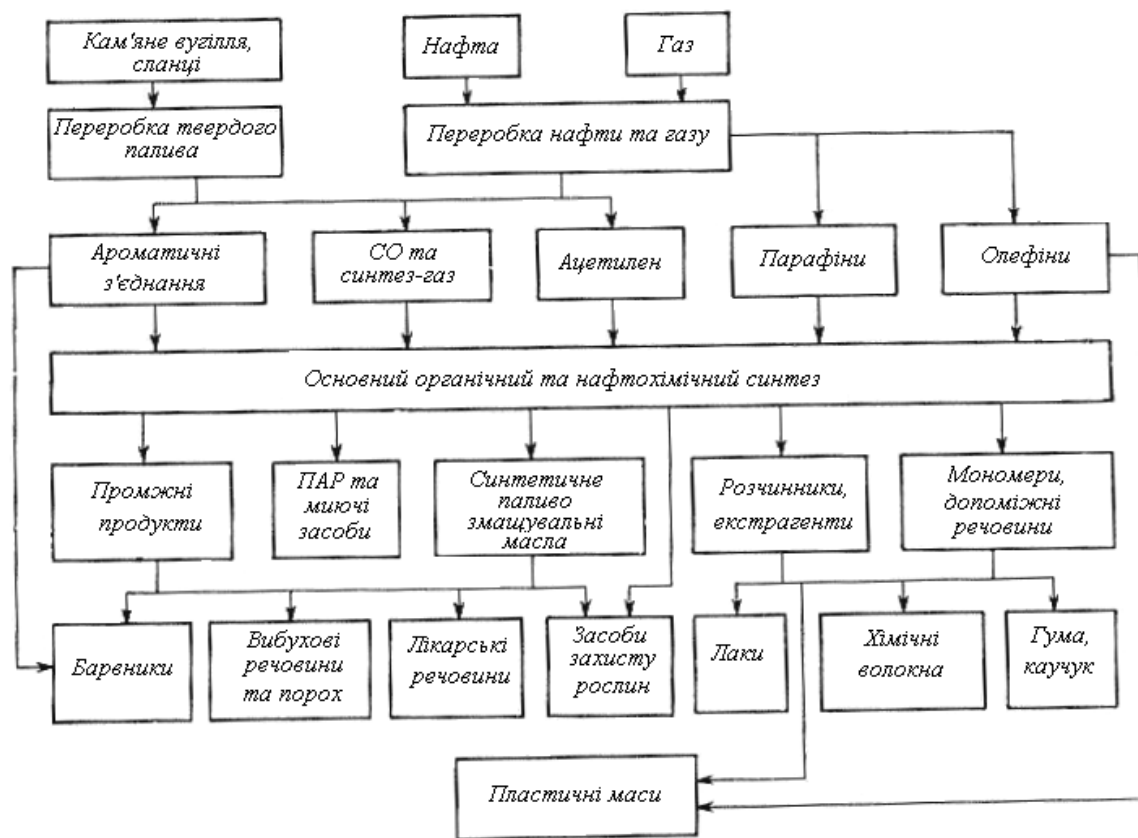 Кам'яне вугілля,
сланці
Нафта
Газ
Переробка твердого
палива
Переробка нафти та газу
Ароматичні
з'єднання
СО та
синтез-газ
Ацетилен
Парафіни
Олефіни
Основний органічний та нафтохімічний синтез
Промжні
продукти
ПАР та
миючі
засоби
Синтетичне
паливо
змащувальні
масла
Розчинники,
екстрагенти
Мономери,
допоміжні
речовини
Барвники
Вибухові
речовини
та порох
Лікарські
речовини
Засоби
захисту
рослин
Лаки
Хімічні
волокна
Гума,
каучук
Пластичні маси